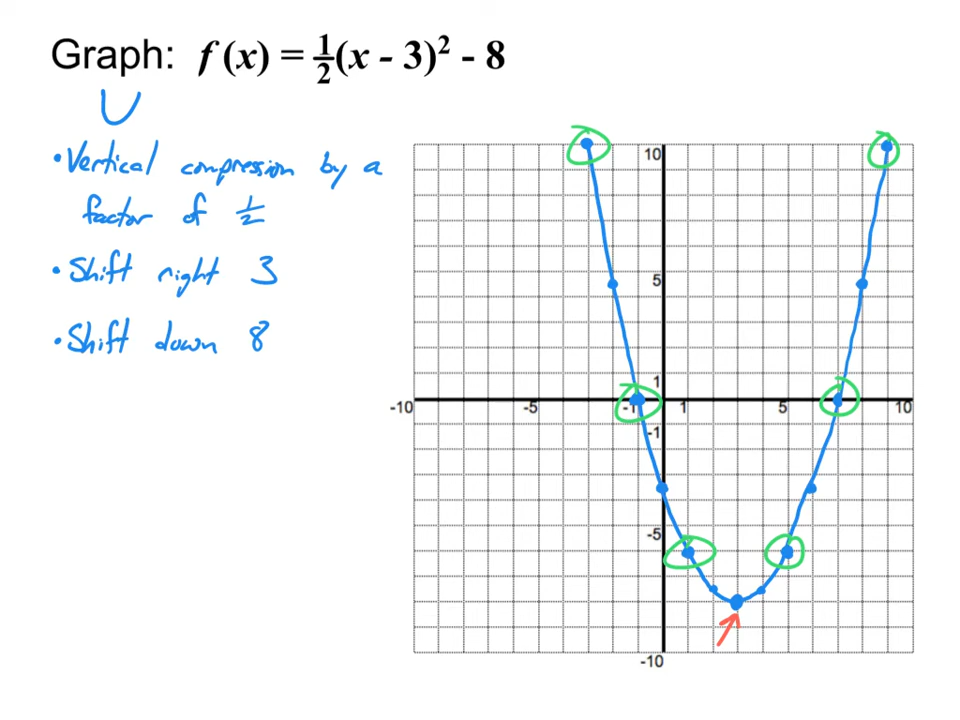 Graph: f (x) = ½(x - 3)² - 8
• Vertical compression by a
factor of ½
• Shift right 3
• Shift down 8
10
5
1
-10 -5 -1 1 5 10
-1
-5
-10